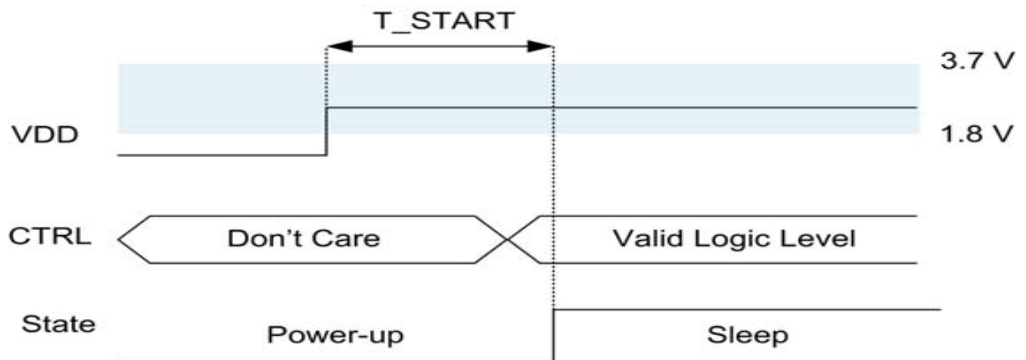 T_START
3.7 V
VDD
1.8 V
CTRL
Don't Care
Valid Logic Level
State
Power-up
Sleep